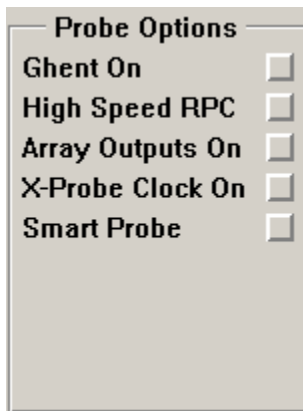 Probe Options
Ghent On
High Speed RPC
Array Outputs On
X-Probe Clock On
Smart Probe